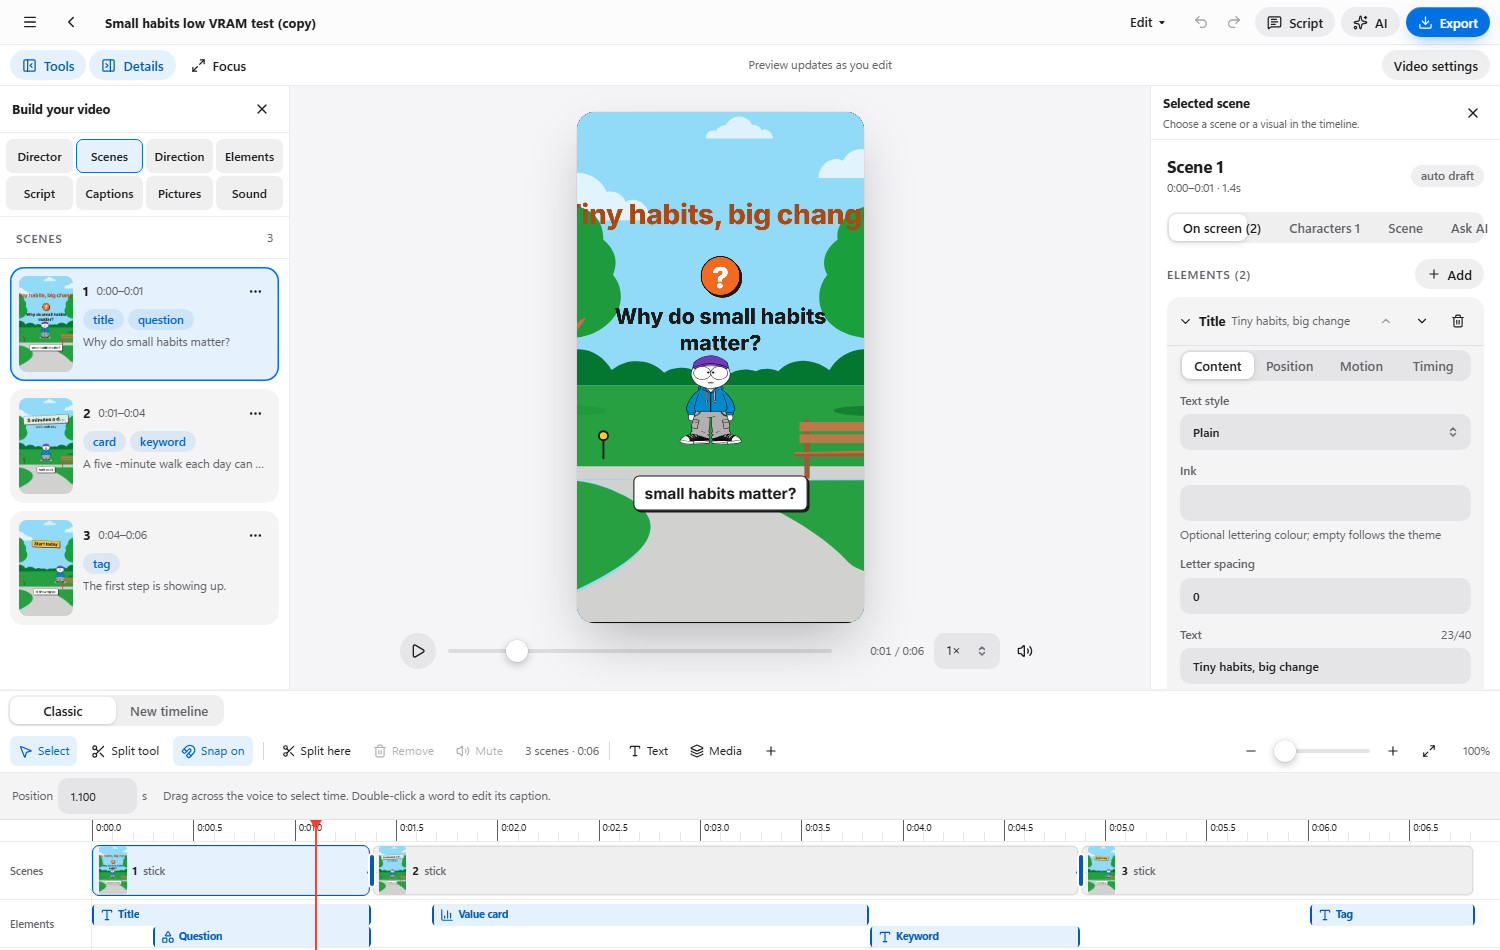 Small habits low VRAM test (copy)
Edit
Script
AI
Export
Tools
Details
Focus
Preview updates as you edit
Video settings
Build your video
Director
Scenes
Direction
Elements
Script
Captions
Pictures
Sound
SCENES
3
1 0:00–0:01
title question
Why do small habits matter?
2 0:01–0:04
card keyword
A five -minute walk each day can ...
3 0:04–0:06
tag
The first step is showing up.
iny habits, big chang
?
Why do small habits
matter?
small habits matter?
0:01 / 0:06
1×
Selected scene
Choose a scene or a visual in the timeline.
Scene 1
0:00–0:01 · 1.4s
auto draft
On screen (2)
Characters 1
Scene
Ask AI
ELEMENTS (2)
Add
Title Tiny habits, big change
Content
Position
Motion
Timing
Text style
Plain
Ink
Optional lettering colour; empty follows the theme
Letter spacing
0
Text
23/40
Tiny habits, big change
Classic
New timeline
Select
Split tool
Snap on
Split here
Remove
Mute
3 scenes · 0:06
Text
Media
100%
Position
1.100
s
Drag across the voice to select time. Double-click a word to edit its caption.
0:00.0 0:00.5 0:01.0 0:01.5 0:02.0 0:02.5 0:03.0 0:03.5 0:04.0 0:04.5 0:05.0 0:05.5 0:06.0 0:06.5
Scenes
1 stick
2 stick
3 stick
Elements
Title
Value card
Tag
Question
Keyword